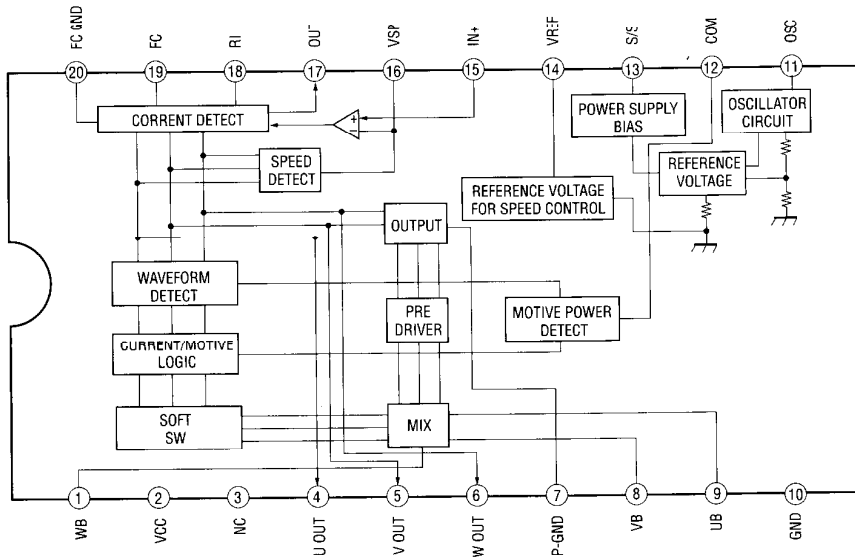 FC GND
FC
RI
OUT
VSP
IN+
VREF
S/S
COM
OSC
20
19
18
17
16
15
14
13
12
11
CORRENT DETECT
+
−
SPEED
DETECT
POWER SUPPLY
BIAS
OSCILLATOR
CIRCUIT
REFERENCE
VOLTAGE
REFERENCE VOLTAGE
FOR SPEED CONTROL
OUTPUT
WAVEFORM
DETECT
PRE
DRIVER
MOTIVE POWER
DETECT
CURRENT/MOTIVE
LOGIC
SOFT
SW
MIX
1
2
3
4
5
6
7
8
9
10
WB
VCC
NC
U OUT
V OUT
W OUT
P-GND
VB
UB
GND